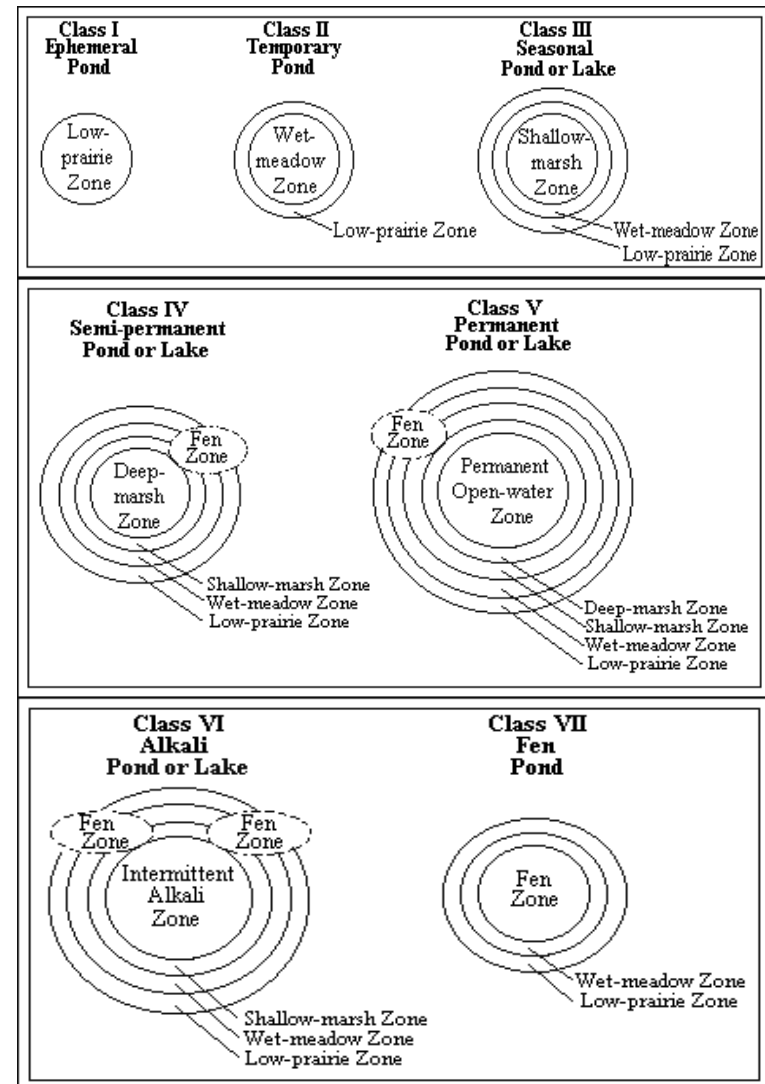 Class I
Ephemeral
Pond
Low-
prairie
Zone
Class II
Temporary
Pond
Wet-
meadow
Zone
Low-prairie Zone
Class III
Seasonal
Pond or Lake
Shallow-
marsh
Zone
Wet-meadow Zone
Low-prairie Zone
Class IV
Semi-permanent
Pond or Lake
Fen
Zone
Deep-
marsh
Zone
Shallow-marsh Zone
Wet-meadow Zone
Low-prairie Zone
Class V
Permanent
Pond or Lake
Fen
Zone
Permanent
Open-water
Zone
Deep-marsh Zone
Shallow-marsh Zone
Wet-meadow Zone
Low-prairie Zone
Class VI
Alkali
Pond or Lake
Fen
Zone
Fen
Zone
Intermittent
Alkali
Zone
Shallow-marsh Zone
Wet-meadow Zone
Low-prairie Zone
Class VII
Fen
Pond
Fen
Zone
Wet-meadow Zone
Low-prairie Zone